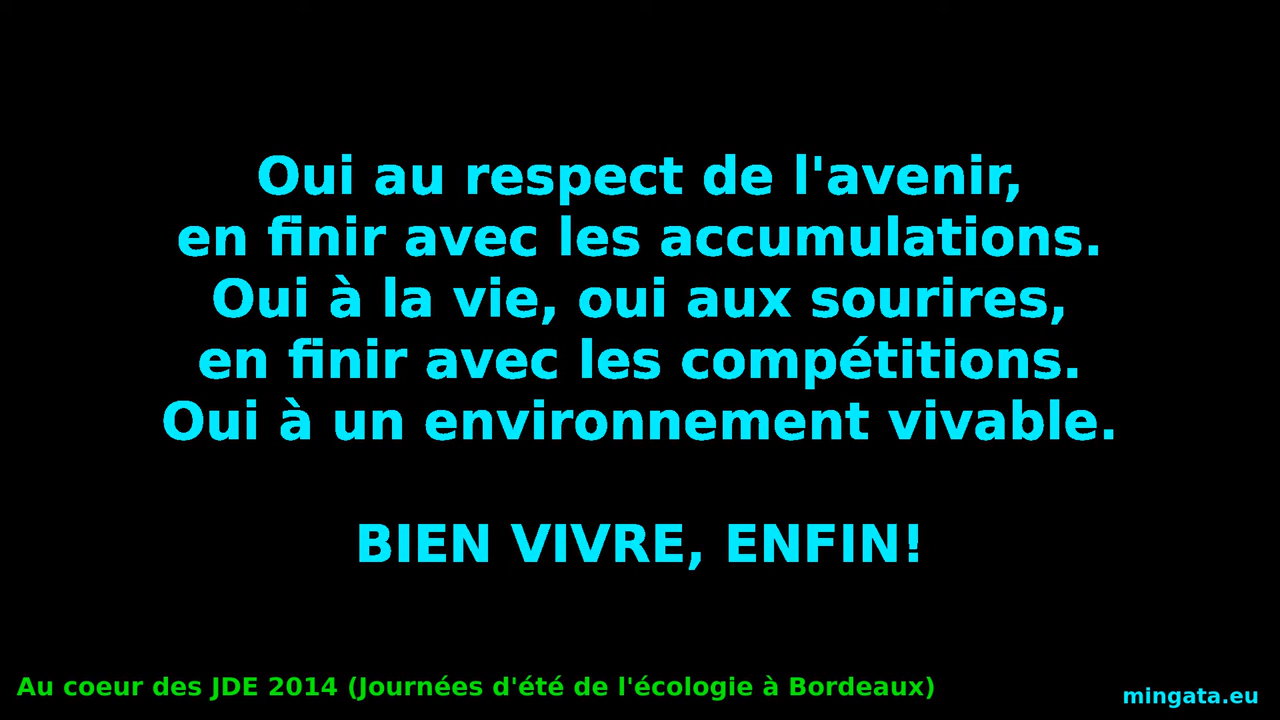 Oui au respect de l'avenir,
en finir avec les accumulations.
Oui à la vie, oui aux sourires,
en finir avec les compétitions.
Oui à un environnement vivable.
BIEN VIVRE, ENFIN!
Au coeur des JDE 2014 (Journées d'été de l'écologie à Bordeaux)
mingata.eu